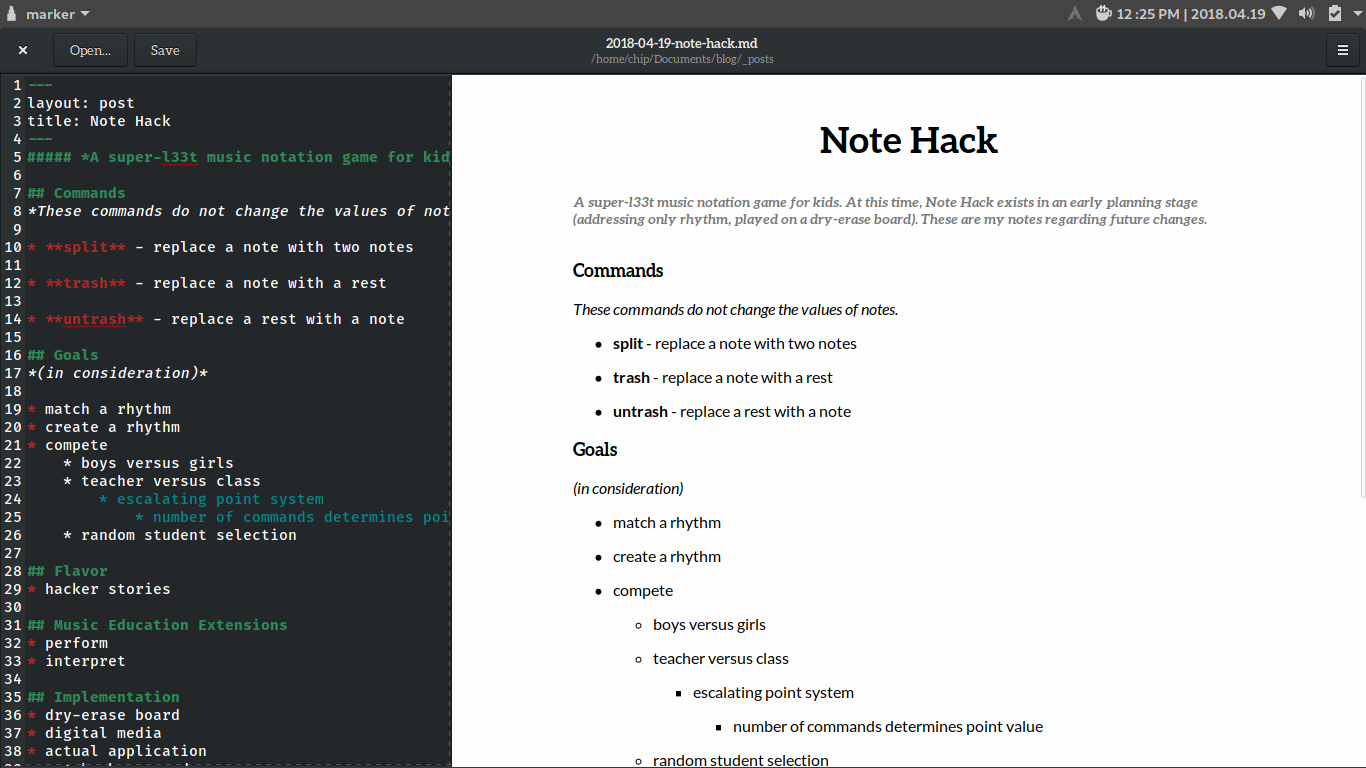 marker
12:25 PM | 2018.04.19
Open...
Save
2018-04-19-note-hack.md
/home/chip/Documents/blog/_posts
1 ---
2 layout: post
3 title: Note Hack
4 ---
5 ##### *A super-l33t music notation game for kid
6
7 ## Commands
8 *These commands do not change the values of not
9
10 * **split** - replace a note with two notes
11
12 * **trash** - replace a note with a rest
13
14 * **untrash** - replace a rest with a note
15
16 ## Goals
17 *(in consideration)*
18
19 * match a rhythm
20 * create a rhythm
21 * compete
22     * boys versus girls
23     * teacher versus class
24         * escalating point system
25             * number of commands determines poi
26     * random student selection
27
28 ## Flavor
29 * hacker stories
30
31 ## Music Education Extensions
32 * perform
33 * interpret
34
35 ## Implementation
36 * dry-erase board
37 * digital media
38 * actual application
Note Hack
A super-l33t music notation game for kids. At this time, Note Hack exists in an early planning stage
(addressing only rhythm, played on a dry-erase board). These are my notes regarding future changes.
Commands
These commands do not change the values of notes.
• split - replace a note with two notes
• trash - replace a note with a rest
• untrash - replace a rest with a note
Goals
(in consideration)
• match a rhythm
• create a rhythm
• compete
◦ boys versus girls
◦ teacher versus class
▪ escalating point system
▪ number of commands determines point value
◦ random student selection